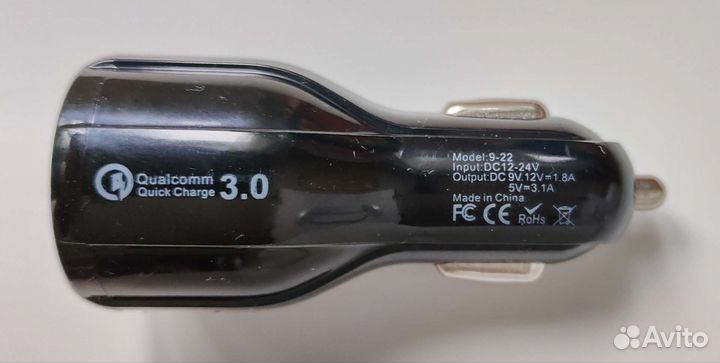 Qualcomm
Quick Charge 3.0
Model:9-22
Input:DC12-24V
Output:DC 9V.12V=1.8A
5V=3.1A
Made in China
FC CE RoHS
Avito